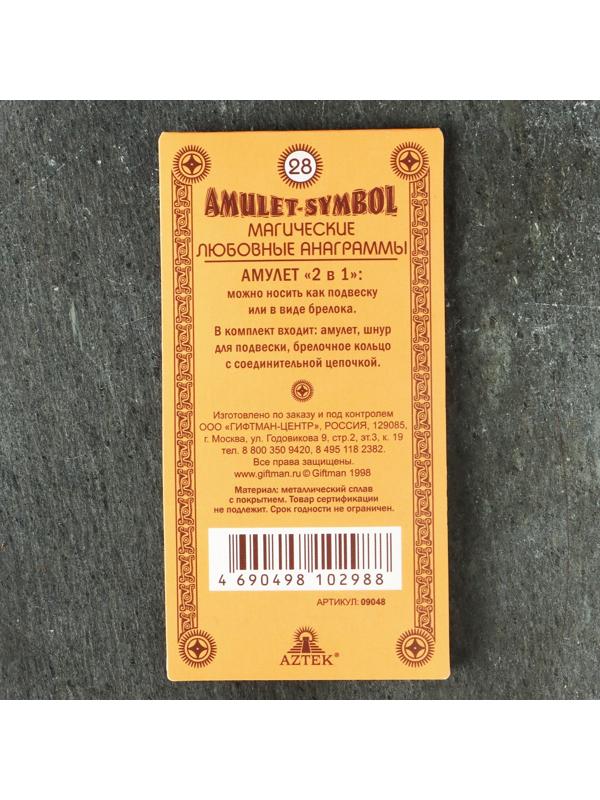 28
AMULET-SYMBOL
МАГИЧЕСКИЕ
ЛЮБОВНЫЕ АНАГРАММЫ
АМУЛЕТ «2 в 1»:
можно носить как подвеску
или в виде брелока.
В комплект входит: амулет, шнур
для подвески, брелочное кольцо
с соединительной цепочкой.
Изготовлено по заказу и под контролем
ООО «ГИФТМАН-ЦЕНТР», РОССИЯ, 129085,
г. Москва, ул. Годовикова 9, стр.2, эт.3, к. 19
тел. 8 800 350 9420, 8 495 118 2382.
Все права защищены.
www.giftman.ru © Giftman 1998
Материал: металлический сплав
с покрытием. Товар сертификации
не подлежит. Срок годности не ограничен.
4 690498 102988
АРТИКУЛ: 09048
AZTEK®